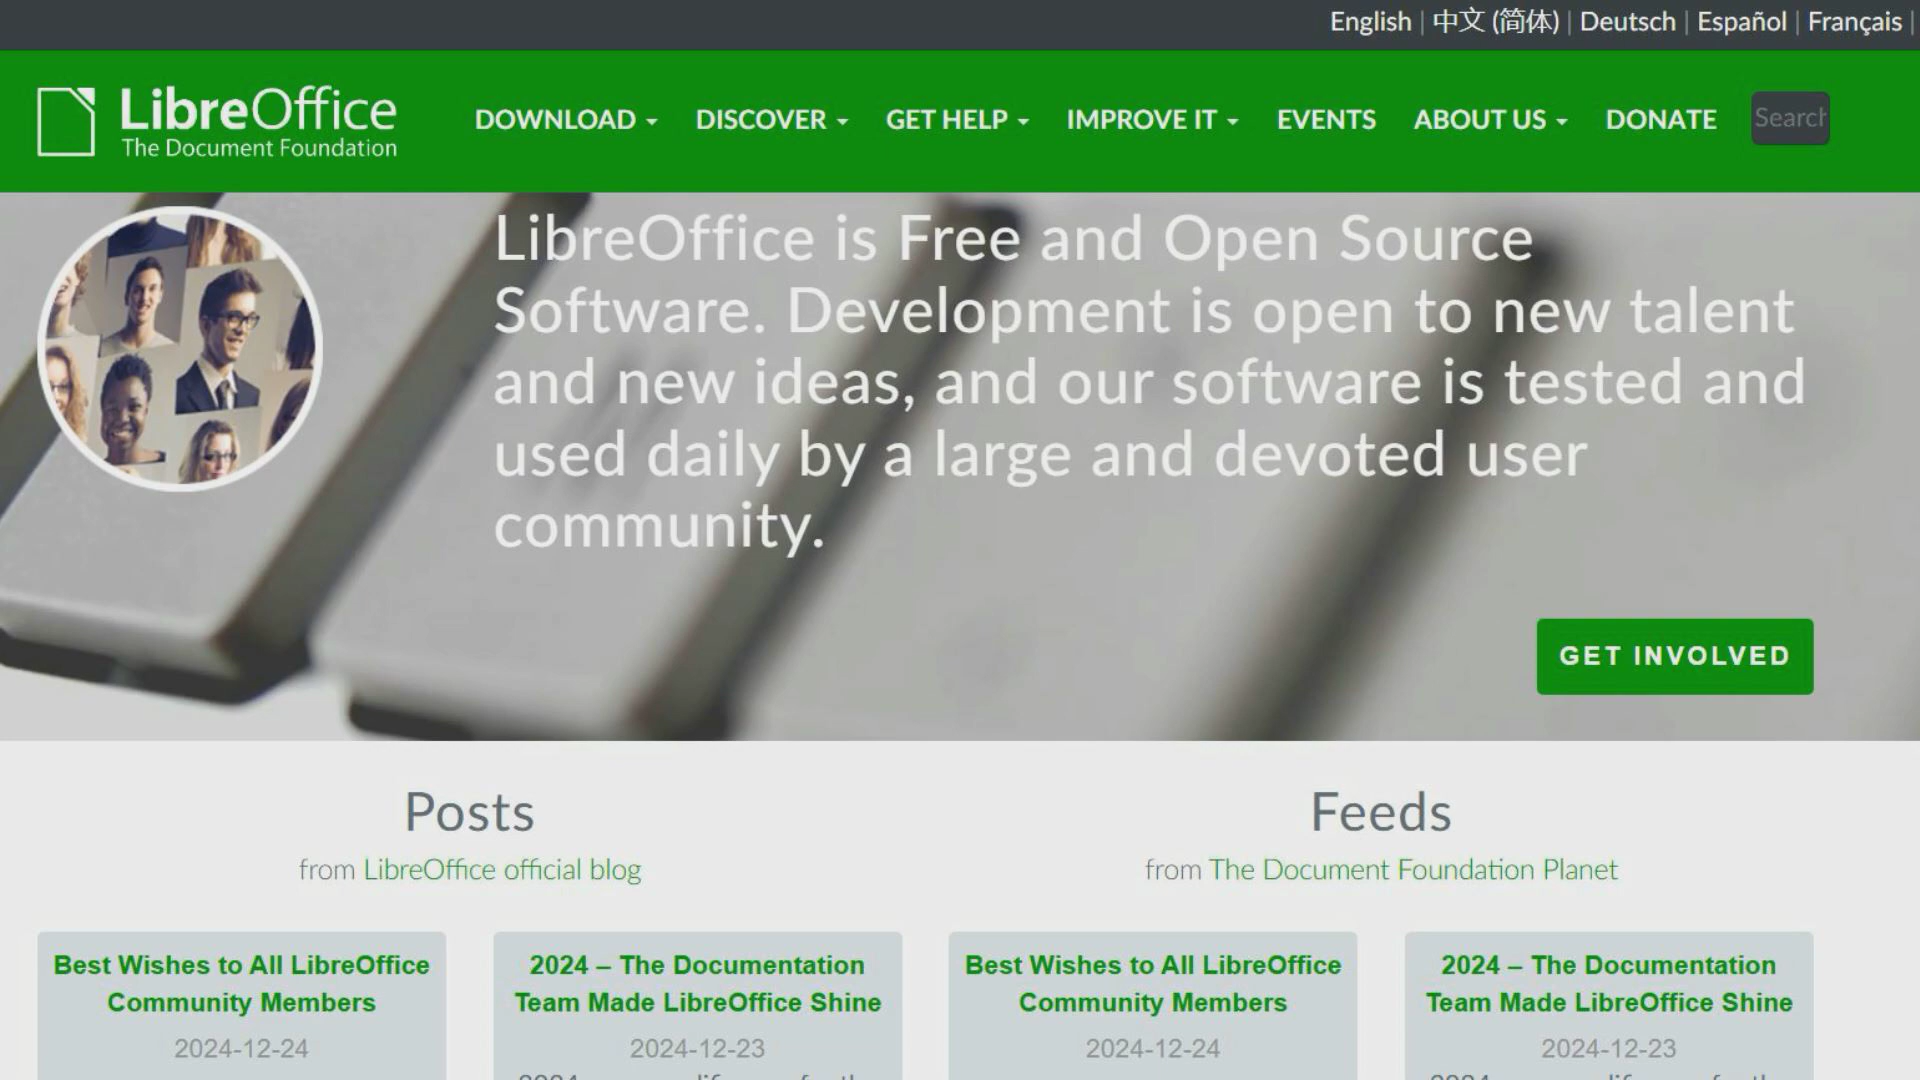 English | 中文 (简体) | Deutsch | Español | Français |
LibreOffice
The Document Foundation
DOWNLOAD
DISCOVER
GET HELP
IMPROVE IT
EVENTS
ABOUT US
DONATE
Search
LibreOffice is Free and Open Source
Software. Development is open to new talent
and new ideas, and our software is tested and
used daily by a large and devoted user
community.
GET INVOLVED
Posts
from LibreOffice official blog
Feeds
from The Document Foundation Planet
Best Wishes to All LibreOffice
Community Members
2024-12-24
2024 – The Documentation
Team Made LibreOffice Shine
2024-12-23
Best Wishes to All LibreOffice
Community Members
2024-12-24
2024 – The Documentation
Team Made LibreOffice Shine
2024-12-23